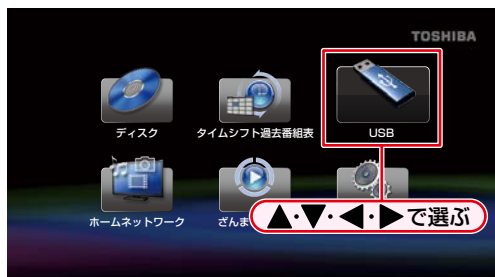 TOSHIBA
ディスク
タイムシフト過去番組表
USB
ホームネットワーク
ざんま
▲・▼・◀・▶で選ぶ